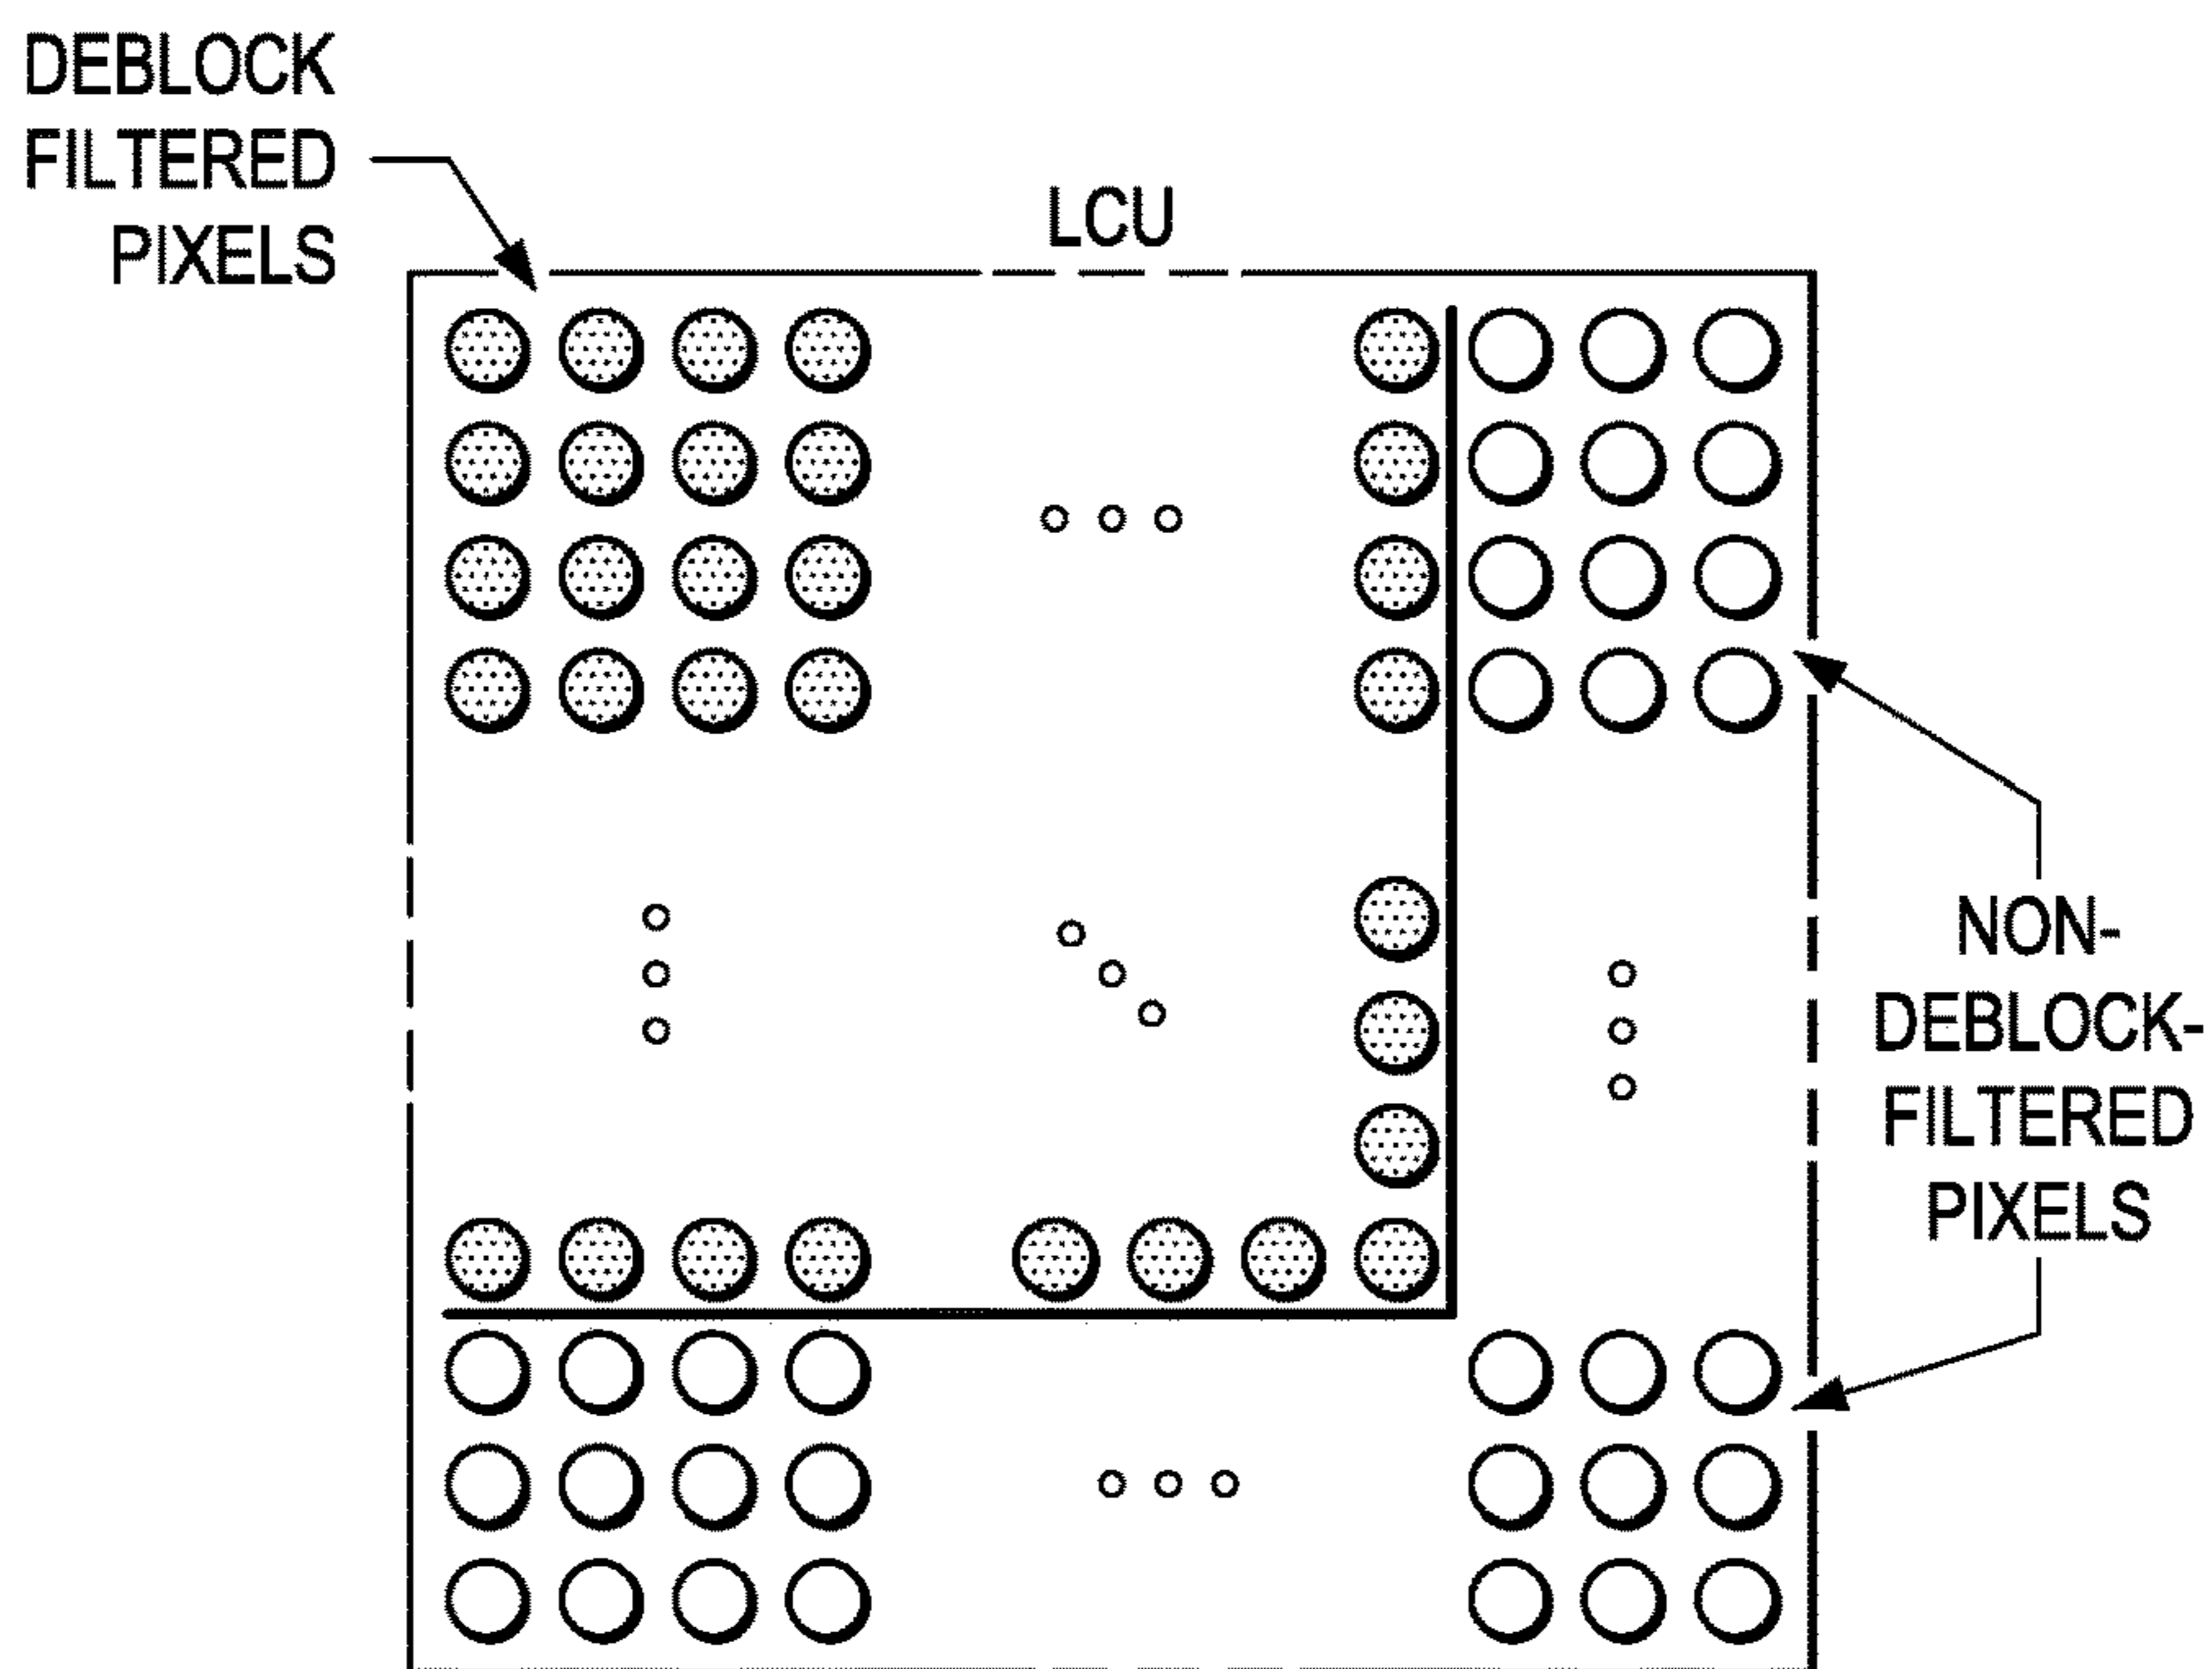 DEBLOCK
FILTERED
PIXELS
LCU
NON-
DEBLOCK-
FILTERED
PIXELS